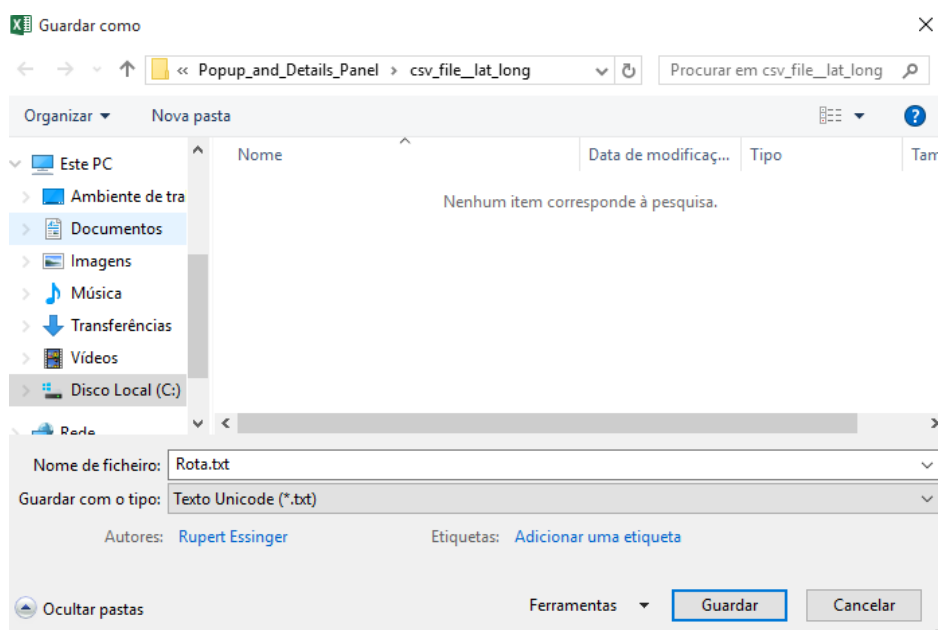 Guardar como
« Popup_and_Details_Panel > csv_file__lat_long
Procurar em csv_file__lat_long
Organizar
Nova pasta
Nome
Data de modificaç...
Tipo
Tam
Nenhum item corresponde à pesquisa.
Este PC
Ambiente de tra
Documentos
Imagens
Música
Transferências
Vídeos
Disco Local (C:)
Rede
Nome de ficheiro: Rota.txt
Guardar com o tipo: Texto Unicode (*.txt)
Autores: Rupert Essinger Etiquetas: Adicionar uma etiqueta
Ocultar pastas
Ferramentas
Guardar
Cancelar